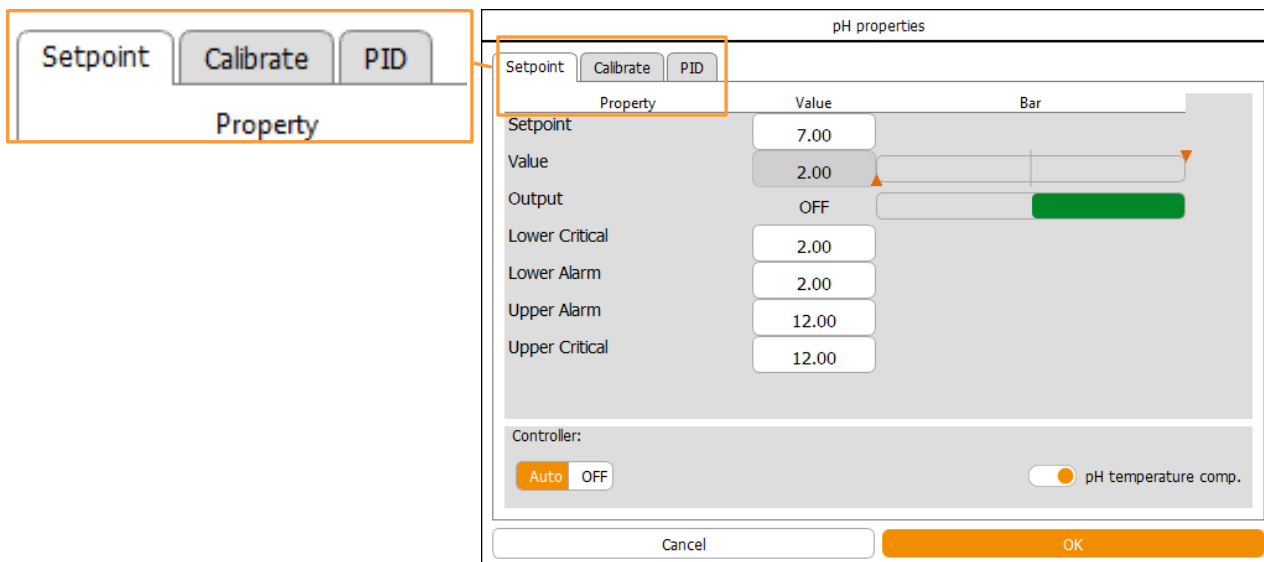 Setpoint Calibrate PID
Property
pH properties
Setpoint Calibrate PID
Property Value Bar
Setpoint 7.00
Value 2.00
Output OFF
Lower Critical 2.00
Lower Alarm 2.00
Upper Alarm 12.00
Upper Critical 12.00
Controller:
Auto OFF pH temperature comp.
Cancel OK